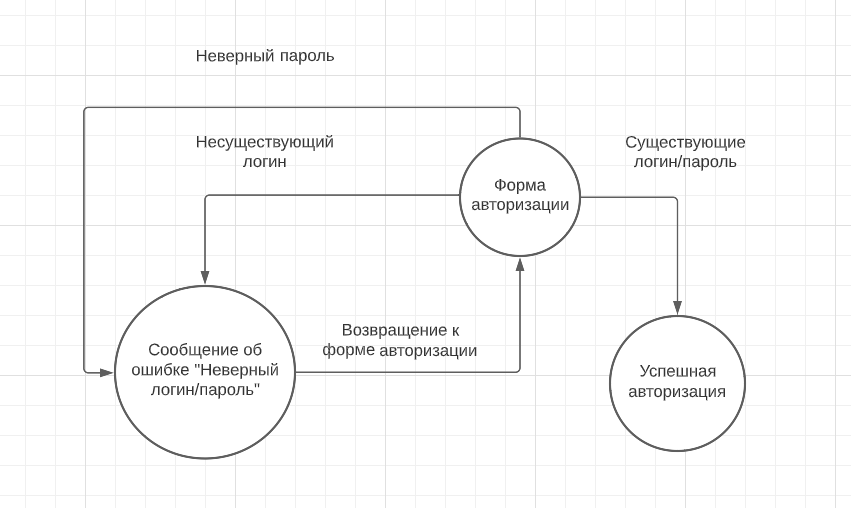 Неверный пароль
Несуществующий
логин
Существующие
логин/пароль
Форма
авторизации
Возвращение к
форме авторизации
Сообщение об
ошибке "Неверный
логин/пароль"
Успешная
авторизация